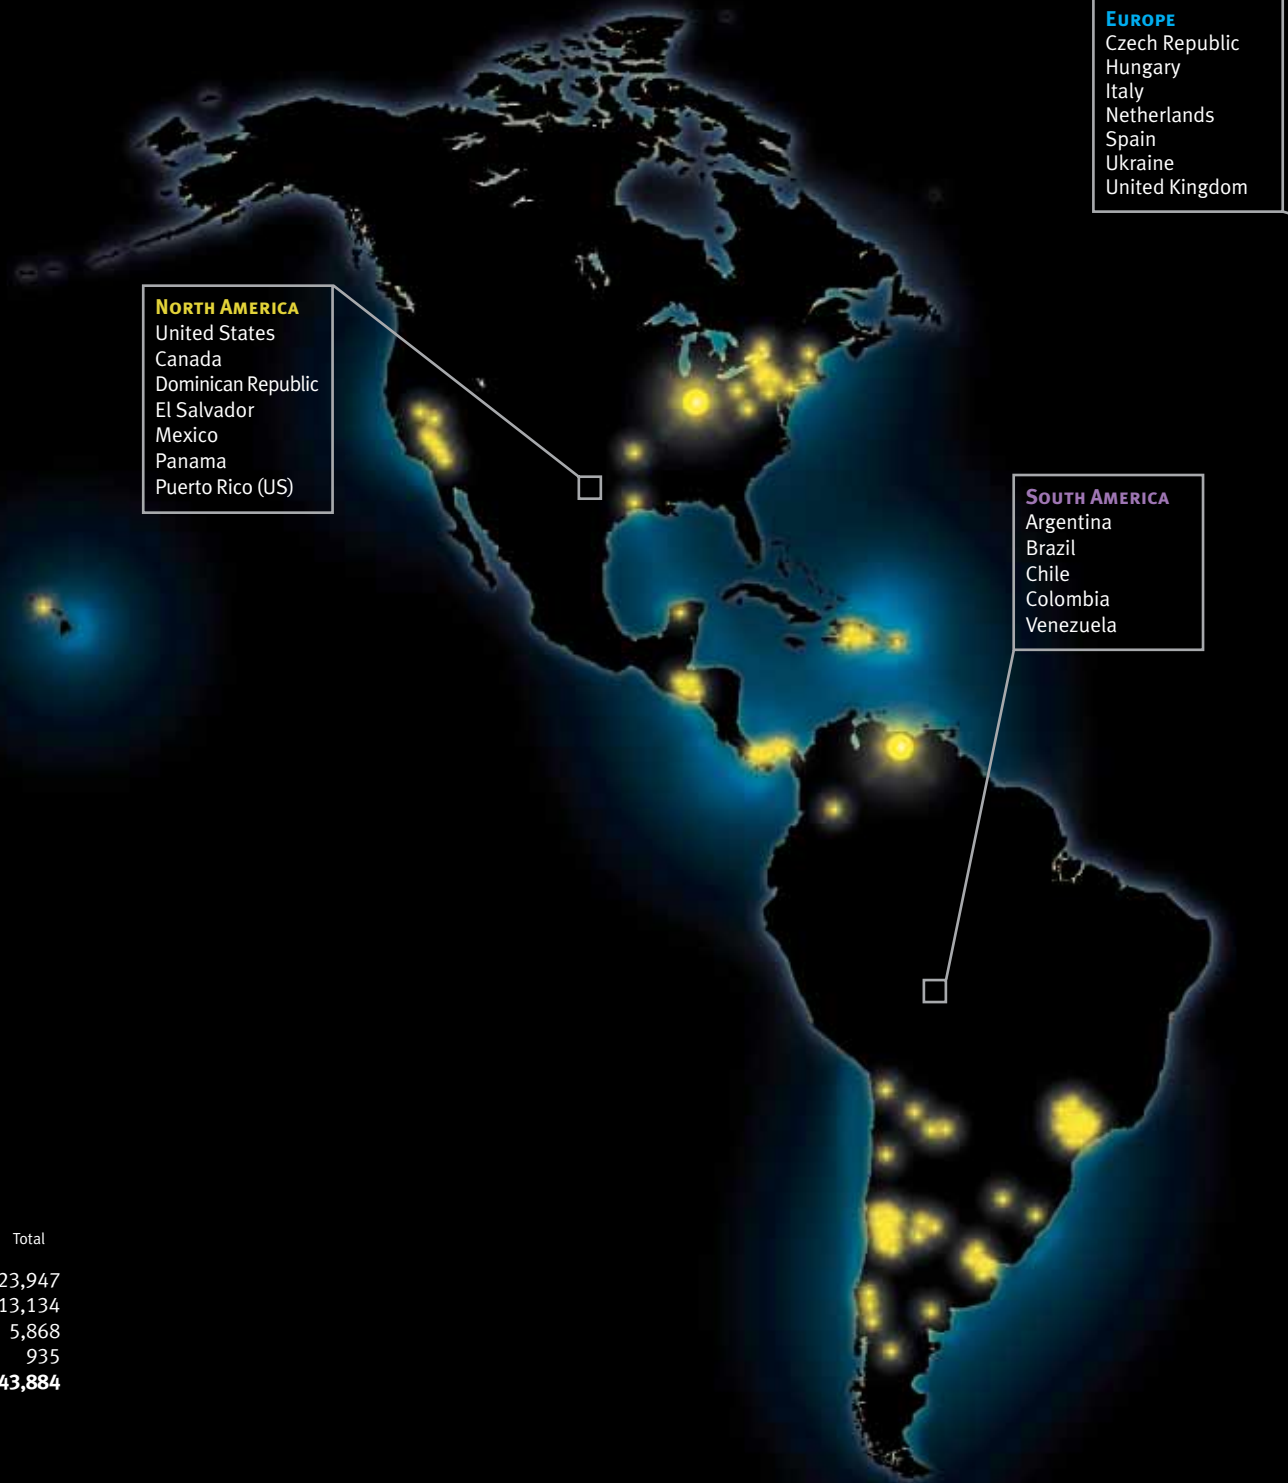 EUROPE
Czech Republic
Hungary
Italy
Netherlands
Spain
Ukraine
United Kingdom
NORTH AMERICA
United States
Canada
Dominican Republic
El Salvador
Mexico
Panama
Puerto Rico (US)
SOUTH AMERICA
Argentina
Brazil
Chile
Colombia
Venezuela
Total
23,947
13,134
5,868
935
43,884